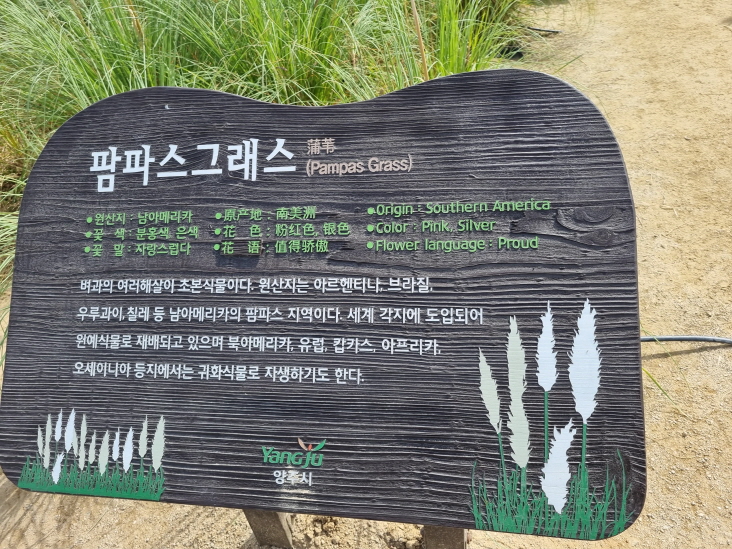 팜파스그래스 蒲苇
(Pampas Grass)
●원산지 : 남아메리카 ●原产地 : 南美洲 ●Origin : Southern America
●꽃 색 : 분홍색, 은색 ●花 色 : 粉红色, 银色 ●Color : Pink, Silver
●꽃 말 : 자랑스럽다 ●花 语 : 值得骄傲 ●Flower language : Proud
벼과의 여러해살이 초본식물이다. 원산지는 아르헨티나, 브라질,
우루과이, 칠레 등 남아메리카의 팜파스 지역이다. 세계 각지에 도입되어
원예식물로 재배되고 있으며 북아메리카, 유럽, 캅카스, 아프리카,
오세아니아 등지에서는 귀화식물로 자생하기도 한다.
Yangju
양주시